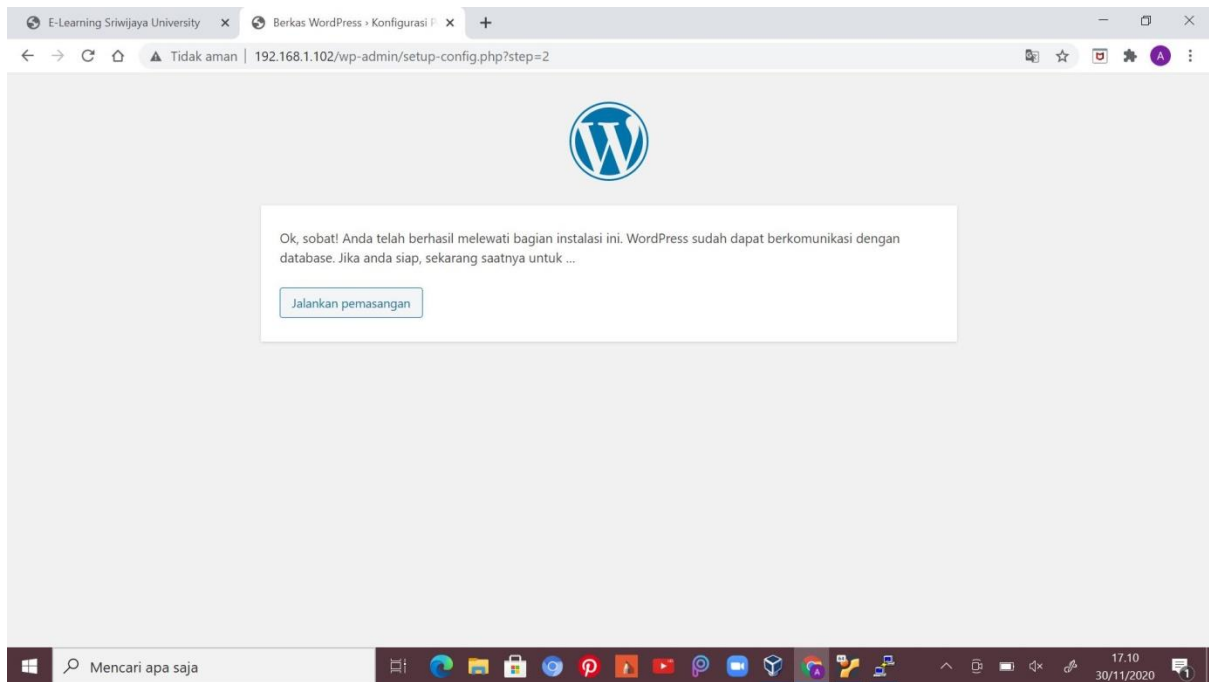 E-Learning Sriwijaya University
Berkas WordPress › Konfigurasi
Tidak aman
192.168.1.102/wp-admin/setup-config.php?step=2
A
W
Ok, sobat! Anda telah berhasil melewati bagian instalasi ini. WordPress sudah dapat berkomunikasi dengan
database. Jika anda siap, sekarang saatnya untuk ...
Jalankan pemasangan
Mencari apa saja
17.10
30/11/2020
1